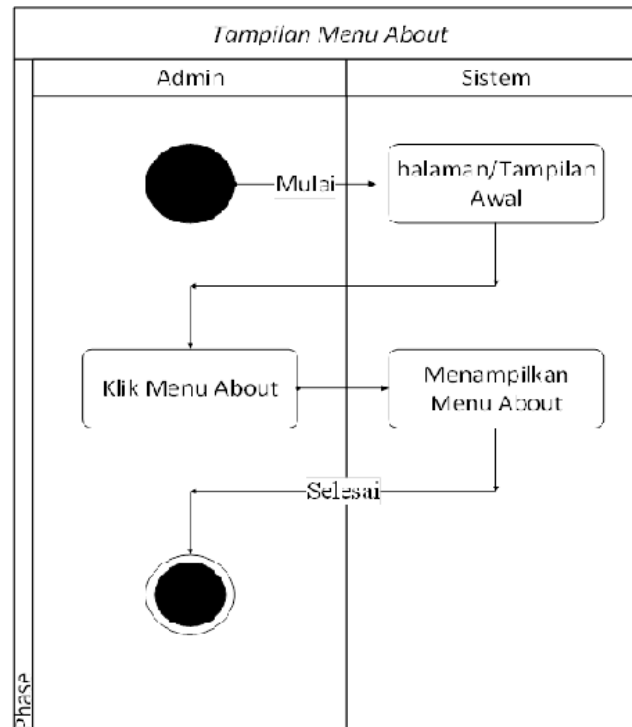 Tampilan Menu About
Admin
Sistem
Mulai
halaman/Tampilan
Awal
Klik Menu About
Menampilkan
Menu About
Selesai
Phase